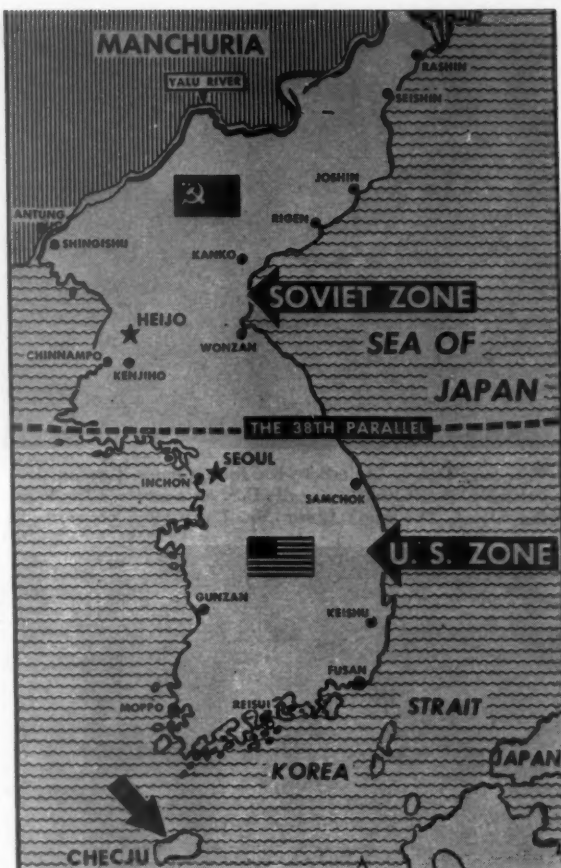 MANCHURIA
YALU RIVER
RASHIN
SEISHIN
JOSHIN
RIGEN
ANTUNG
SHINGISHU
KANKO
SOVIET ZONE
HEIJO
WONZAN
SEA OF
JAPAN
CHINNAMPO
KENJIHO
THE 38TH PARALLEL
SEOUL
INCHON
SAMCHOK
U. S. ZONE
GUNZAN
KEISHU
FUSAN
MOPPO
REISUI
STRAIT
KOREA
JAPAN
CHECJU